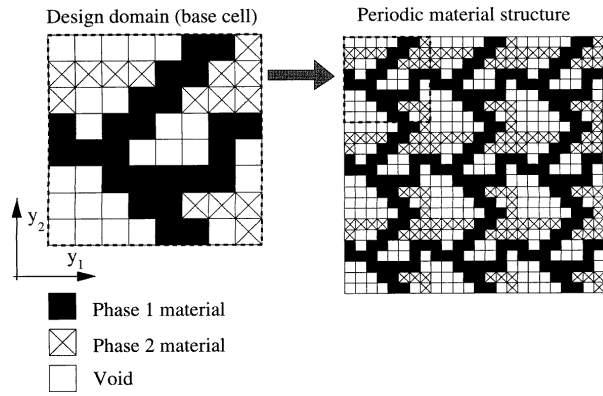 Design domain (base cell)
Periodic material structure
y2
y1
Phase 1 material
Phase 2 material
Void